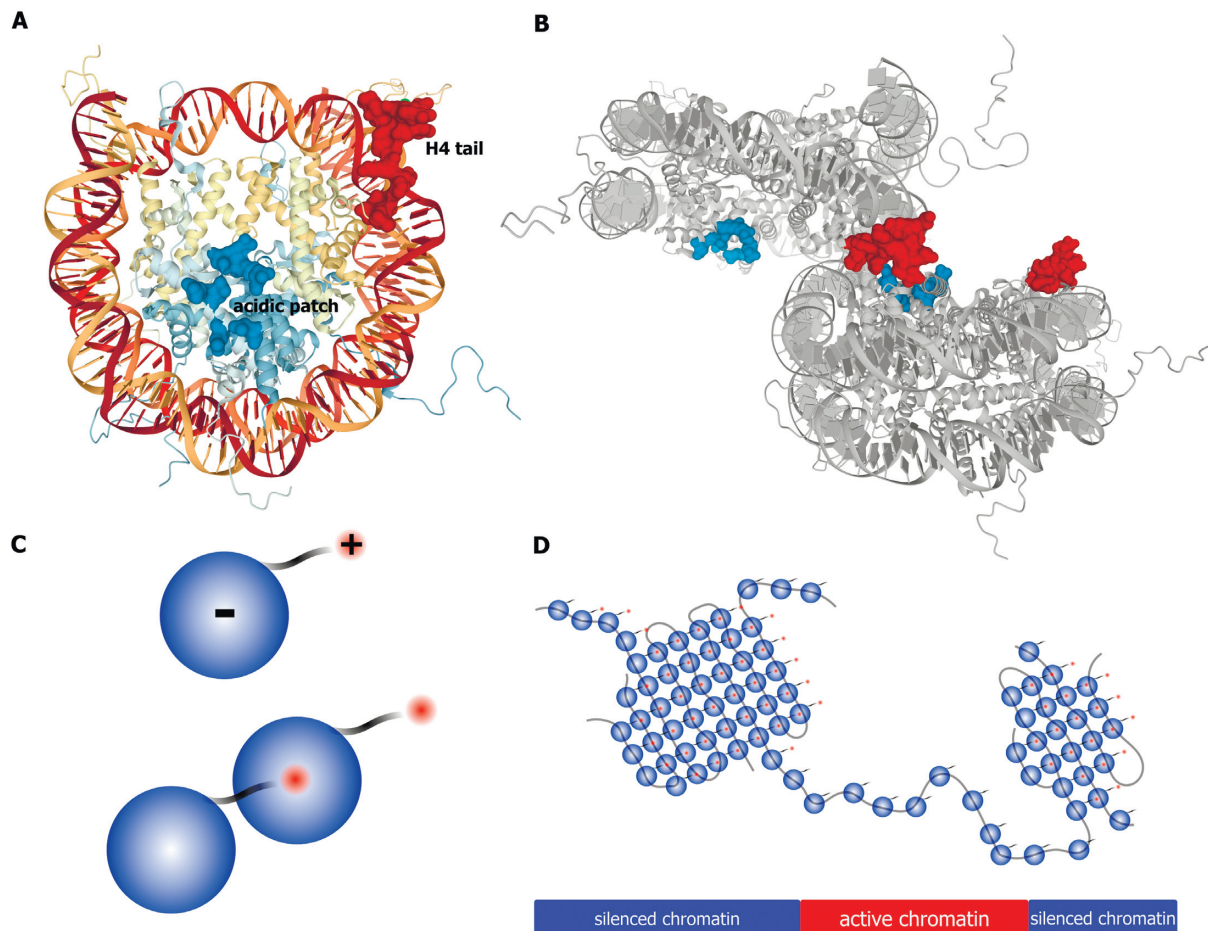 A
B
H4 tail
acidic patch
C
D
+
-
silenced chromatin
active chromatin
silenced chromatin